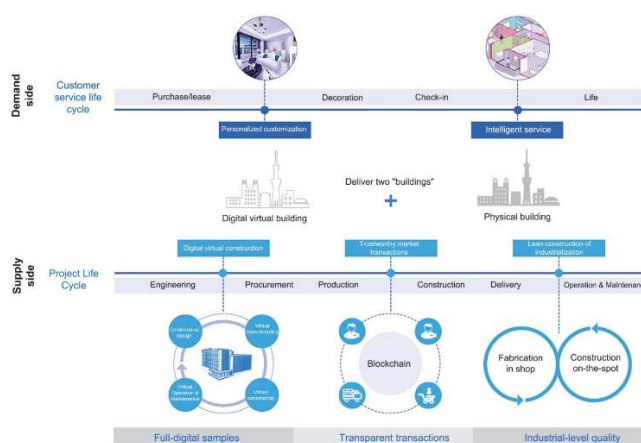 Demand
side
Customer
service life
cycle
Purchase/lease
Decoration
Check-in
Life
Personalized customization
Intelligent service
Deliver two "buildings"
+
Digital virtual building
Physical building
Supply
side
Project Life
Cycle
Digital virtual construction
Trustworthy market
transactions
Lean construction of
industrialization
Engineering
Procurement
Production
Construction
Delivery
Operation & Maintenance
Collaborative
design
Virtual
manufacturing
Virtual
Operation &
Maintenance
Virtual
construction
Blockchain
Fabrication
in shop
Construction
on-the-spot
Full-digital samples
Transparent transactions
Industrial-level quality